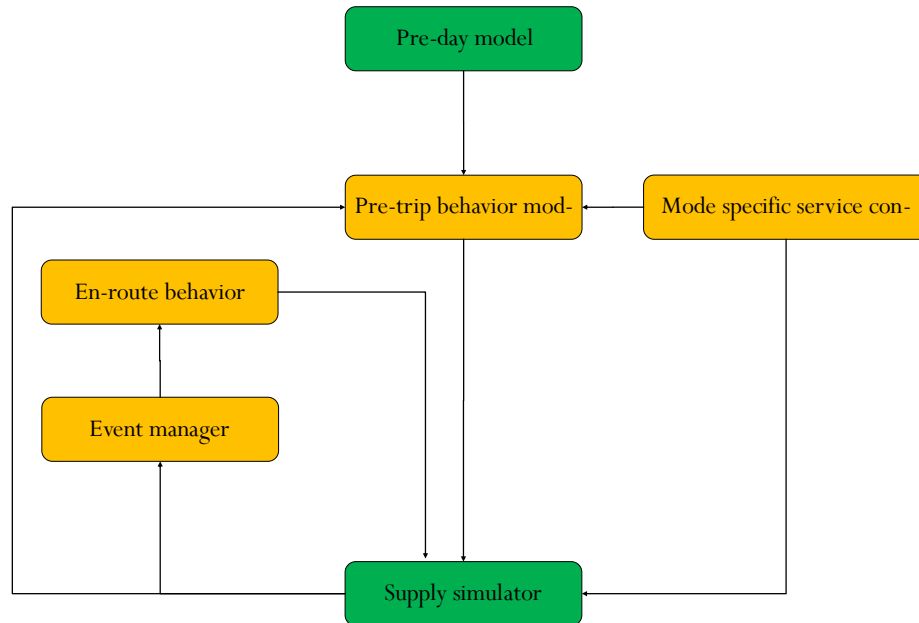 Pre-day model
Pre-trip behavior mod-
Mode specific service con-
En-route behavior
Event manager
Supply simulator